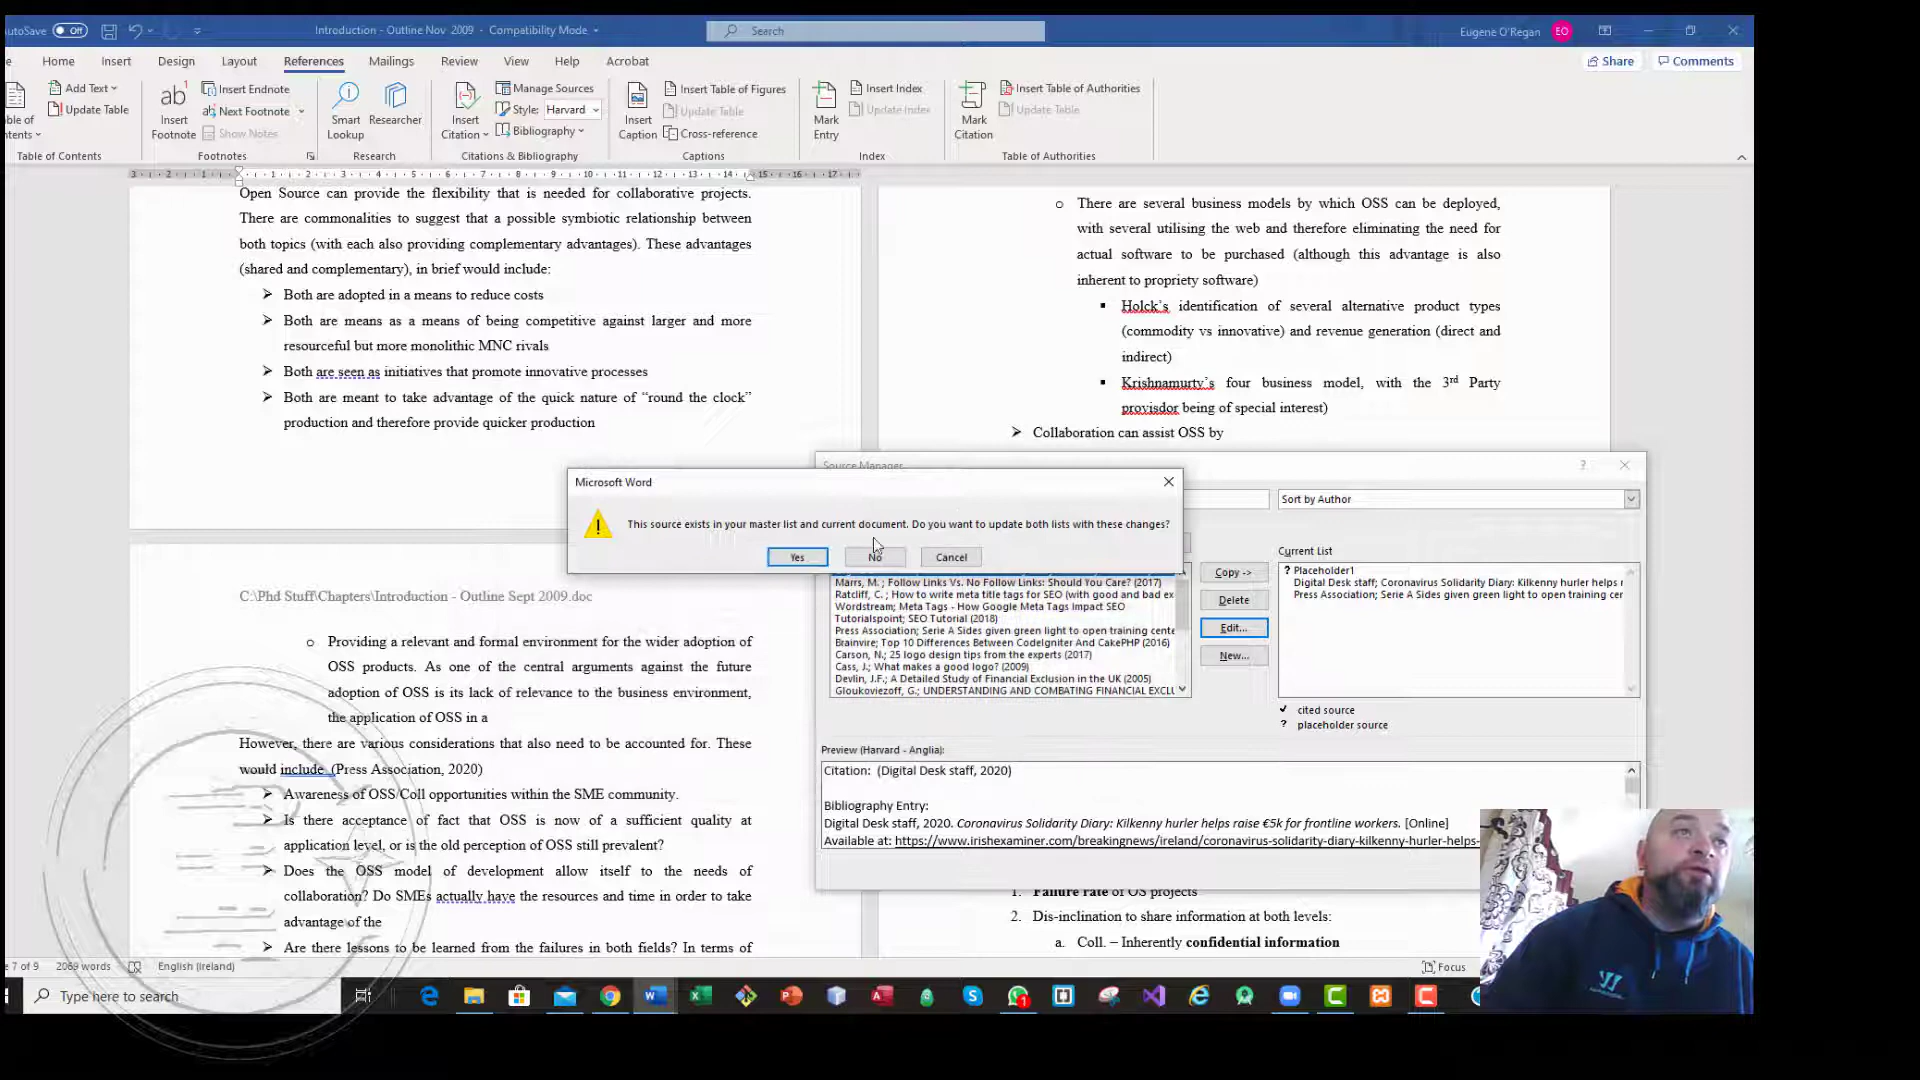 utoSave Off
Introduction - Outline Nov 2009 - Compatibility Mode
Search
Eugene O'Regan EO
Home Insert Design Layout References Mailings Review View Help Acrobat
Share Comments
able of
ntents
Add Text
Update Table
Table of Contents
ab
Insert
Footnote
Insert Endnote
Next Footnote
Show Notes
Footnotes
Smart
Lookup
Researcher
Research
Insert
Citation
Manage Sources
Style: Harvard
Bibliography
Citations & Bibliography
Insert
Caption
Insert Table of Figures
Update Table
Cross-reference
Captions
Mark
Entry
Insert Index
Update Index
Index
Mark
Citation
Insert Table of Authorities
Update Table
Table of Authorities
3 2 1 1 2 3 4 5 6 7 8 9 10 11 12 13 14 15 16 17
Open Source can provide the flexibility that is needed for collaborative projects.
There are commonalities to suggest that a possible symbiotic relationship between
both topics (with each also providing complementary advantages). These advantages
(shared and complementary), in brief would include:
Both are adopted in a means to reduce costs
Both are means as a means of being competitive against larger and more
resourceful but more monolithic MNC rivals
Both are seen as initiatives that promote innovative processes
Both are meant to take advantage of the quick nature of “round the clock”
production and therefore provide quicker production
C:\Phd Stuff\Chapters\Introduction - Outline Sept 2009.doc
o Providing a relevant and formal environment for the wider adoption of
OSS products. As one of the central arguments against the future
adoption of OSS is its lack of relevance to the business environment,
the application of OSS in a
However, there are various considerations that also need to be accounted for. These
would include (Press Association, 2020)
Awareness of OSS/Coll opportunities within the SME community.
Is there acceptance of fact that OSS is now of a sufficient quality at
application level, or is the old perception of OSS still prevalent?
Does the OSS model of development allow itself to the needs of
collaboration? Do SMEs actually have the resources and time in order to take
advantage of the
Are there lessons to be learned from the failures in both fields? In terms of
o There are several business models by which OSS can be deployed,
with several utilising the web and therefore eliminating the need for
actual software to be purchased (although this advantage is also
inherent to propriety software)
Holck's identification of several alternative product types
(commodity vs innovative) and revenue generation (direct and
indirect)
Krishnamurty's four business model, with the 3rd Party
provisdor being of special interest)
Collaboration can assist OSS by
Source Manager
Sort by Author
Microsoft Word
This source exists in your master list and current document. Do you want to update both lists with these changes?
Yes No Cancel
Marrs, M. ; Follow Links Vs. No Follow Links: Should You Care? (2017)
Ratcliff, C. ; How to write meta title tags for SEO (with good and bad ex
Wordstream; Meta Tags - How Google Meta Tags Impact SEO
Tutorialspoint; SEO Tutorial (2018)
Press Association; Serie A Sides given green light to open training cente
Brainvire; Top 10 Differences Between CodeIgniter And CakePHP (2016)
Carson, N.; 25 logo design tips from the experts (2017)
Cass, J.; What makes a good logo? (2009)
Devlin, J.F.; A Detailed Study of Financial Exclusion in the UK (2005)
Gloukoviezoff, G.; UNDERSTANDING AND COMBATING FINANCIAL EXCLU
Copy ->
Delete
Edit...
New...
Current List
? Placeholder1
Digital Desk staff; Coronavirus Solidarity Diary: Kilkenny hurler helps r
Press Association; Serie A Sides given green light to open training cer
cited source
? placeholder source
Preview (Harvard - Anglia):
Citation: (Digital Desk staff, 2020)
Bibliography Entry:
Digital Desk staff, 2020. Coronavirus Solidarity Diary: Kilkenny hurler helps raise €5k for frontline workers. [Online]
Available at: https://www.irishexaminer.com/breakingnews/ireland/coronavirus-solidarity-diary-kilkenny-hurler-helps-
1. Failure rate of OS projects
2. Dis-inclination to share information at both levels:
a. Coll. – Inherently confidential information
e 7 of 9 2069 words English (Ireland)
Focus
Type here to search